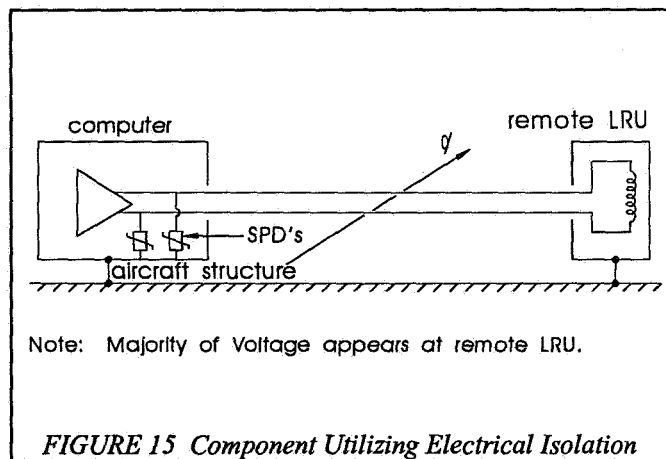 computer
remote LRU
φ
SPD's
aircraft structure
Note: Majority of Voltage appears at remote LRU.
FIGURE 15 Component Utilizing Electrical Isolation